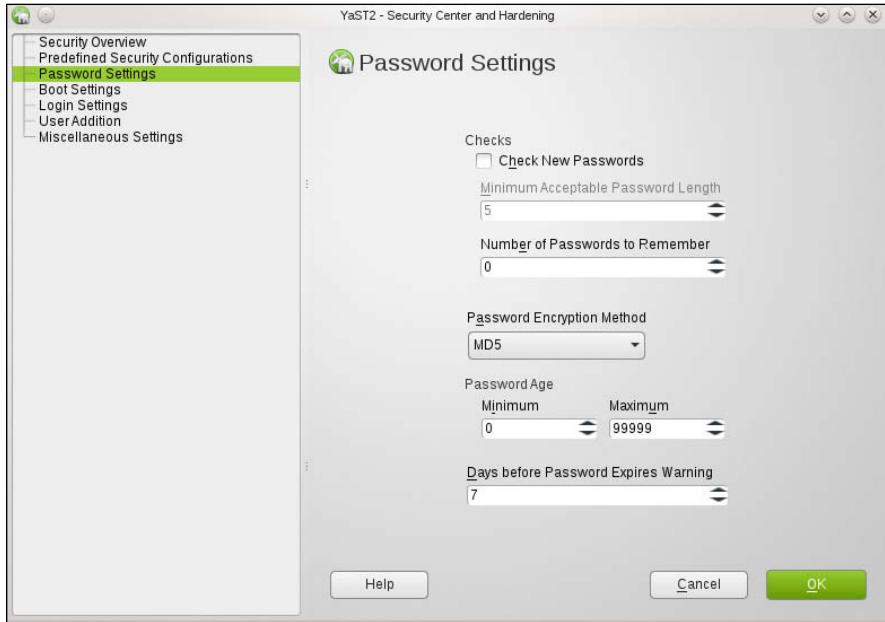 YaST2 - Security Center and Hardening
Security Overview
Predefined Security Configurations
Password Settings
Boot Settings
Login Settings
User Addition
Miscellaneous Settings
Password Settings
Checks
Check New Passwords
Minimum Acceptable Password Length
5
Number of Passwords to Remember
0
Password Encryption Method
MD5
Password Age
Minimum Maximum
0 99999
Days before Password Expires Warning
7
Help Cancel OK